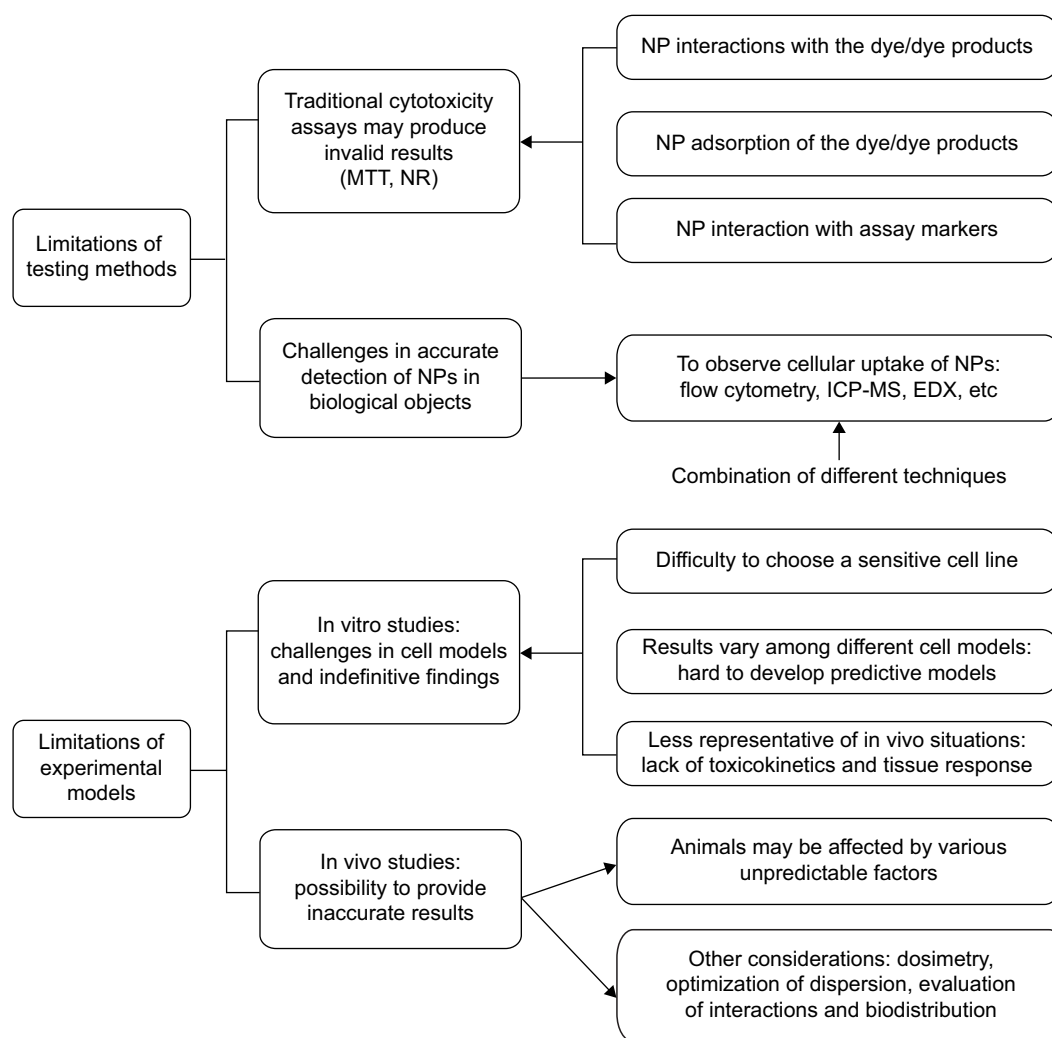 NP interactions with the dye/dye products
Traditional cytotoxicity
assays may produce
invalid results
(MTT, NR)
NP adsorption of the dye/dye products
NP interaction with assay markers
Limitations of
testing methods
Challenges in accurate
detection of NPs in
biological objects
To observe cellular uptake of NPs:
flow cytometry, ICP-MS, EDX, etc
Combination of different techniques
Difficulty to choose a sensitive cell line
In vitro studies:
challenges in cell models
and indefinitive findings
Results vary among different cell models:
hard to develop predictive models
Less representative of in vivo situations:
lack of toxicokinetics and tissue response
Limitations of
experimental
models
In vivo studies:
possibility to provide
inaccurate results
Animals may be affected by various
unpredictable factors
Other considerations: dosimetry,
optimization of dispersion, evaluation
of interactions and biodistribution